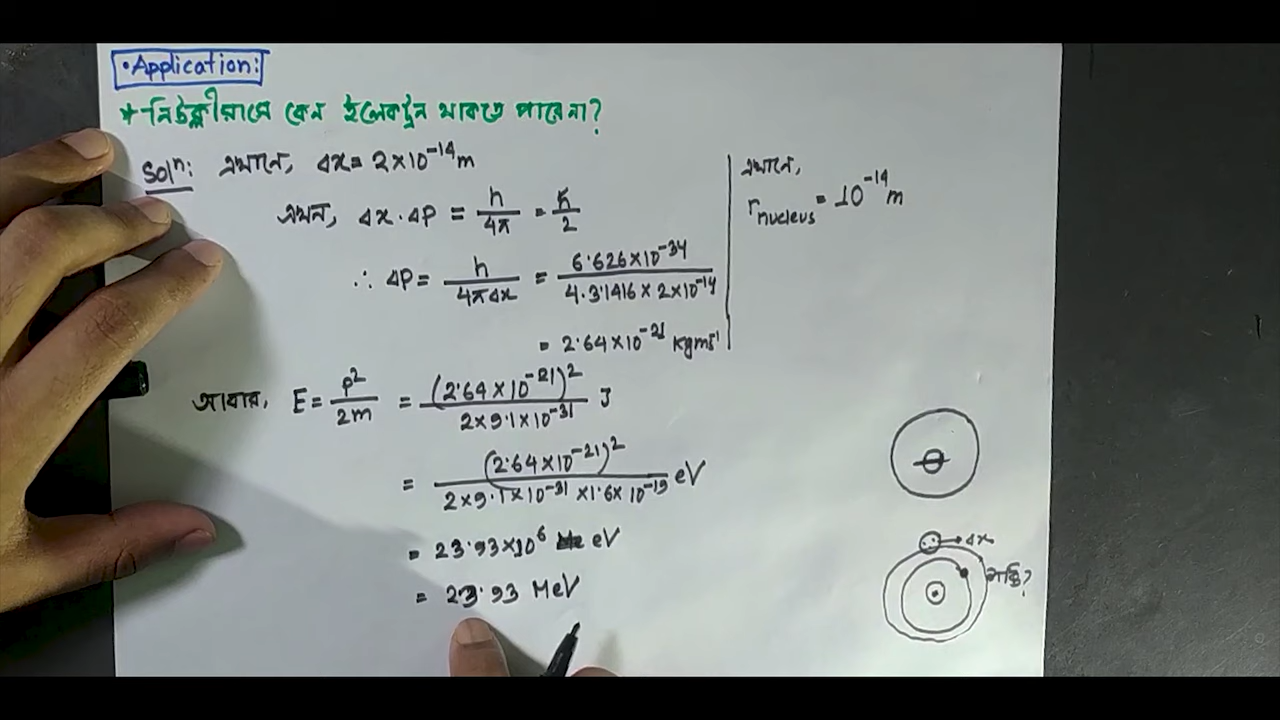 •Application:
* নিউক্লীয়াসে কেন ইলেকট্রন থাকতে পারে না?
Solⁿ: এখানে, Δx = 2×10⁻¹⁴ m
এখানে,
r_nucleus = 10⁻¹⁴ m
এখন, Δx · ΔP = h/4π = ℏ/2
∴ ΔP = h/4πΔx = 6.626×10⁻³⁴/4.3.1416×2×10⁻¹⁴
= 2.64×10⁻²¹ kgms⁻¹
আবার, E = P²/2m = (2.64×10⁻²¹)²/2×9.1×10⁻³¹ J
= (2.64×10⁻²¹)²/2×9.1×10⁻³¹×1.6×10⁻¹⁹ eV
= 23.93×10⁶ eV
= 23.93 MeV
Δx
শক্তি?